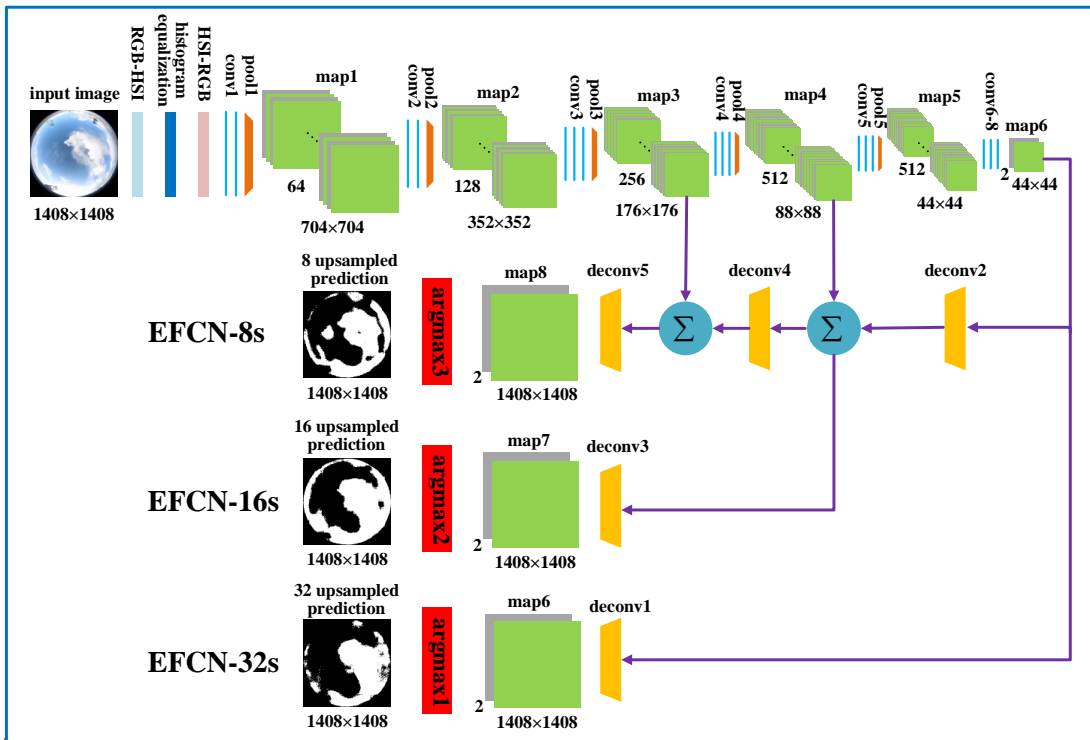 input image
1408×1408
RGB-HSI
histogram
equalization
HSI-RGB
conv1
pool1
map1
64
704×704
conv2
pool2
map2
128
352×352
conv3
pool3
map3
256
176×176
conv4
pool4
map4
512
88×88
conv5
pool5
map5
512
44×44
conv6-8
map6
2
44×44
EFCN-8s
8 upsampled
prediction
1408×1408
argmax3
map8
2
1408×1408
deconv5
Σ
deconv4
Σ
deconv2
EFCN-16s
16 upsampled
prediction
1408×1408
argmax2
map7
2
1408×1408
deconv3
EFCN-32s
32 upsampled
prediction
1408×1408
argmax1
map6
2
1408×1408
deconv1